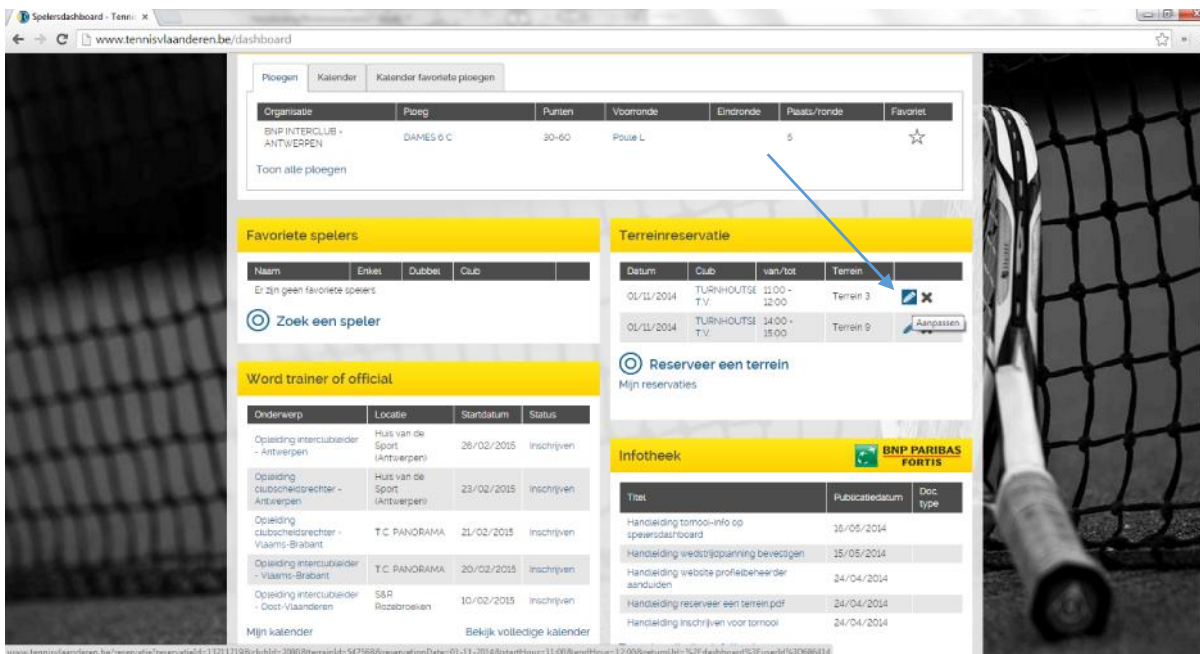 Spelersdashboard - Tenni
www.tennisvlaanderen.be/dashboard
Ploegen Kalender Kalender favoriete ploegen
Organisatie Ploeg Punten Voorronde Eindronde Plaats/ronde Favoriet
BNP INTERCLUB - ANTWERPEN DAMES 6 C 30-60 Poule L 5
Toon alle ploegen
Favoriete spelers
Naam Enkel Dubbel Club
Er zijn geen favoriete spelers
Zoek een speler
Terreinreservatie
Datum Club van/tot Terrein
01/11/2014 TURNHOUTSE T.V. 11:00 - 12:00 Terrein 3
01/11/2014 TURNHOUTSE T.V. 14:00 - 15:00 Terrein 9
Aanpassen
Reserveer een terrein
Mijn reservaties
Word trainer of official
Onderwerp Locatie Startdatum Status
Opleiding interclubleider - Antwerpen Huis van de Sport (Antwerpen) 26/02/2015 Inschrijven
Opleiding clubscheidsrechter - Antwerpen Huis van de Sport (Antwerpen) 23/02/2015 Inschrijven
Opleiding clubscheidsrechter - Vlaams-Brabant T.C. PANORAMA 21/02/2015 Inschrijven
Opleiding interclubleider - Vlaams-Brabant T.C. PANORAMA 20/02/2015 Inschrijven
Opleiding interclubleider - Oost-Vlaanderen S&R Rozebroeken 10/02/2015 Inschrijven
Mijn kalender Bekijk volledige kalender
Infotheek BNP PARIBAS FORTIS
Titel Publicatiedatum Doc. type
Handleiding tornooi-info op spelersdashboard 16/05/2014
Handleiding wedstrijdplanning bevestigen 15/05/2014
Handleiding website profielbeheerder aanduiden 24/04/2014
Handleiding reserveer een terrein.pdf 24/04/2014
Handleiding Inschrijven voor tornooi 24/04/2014